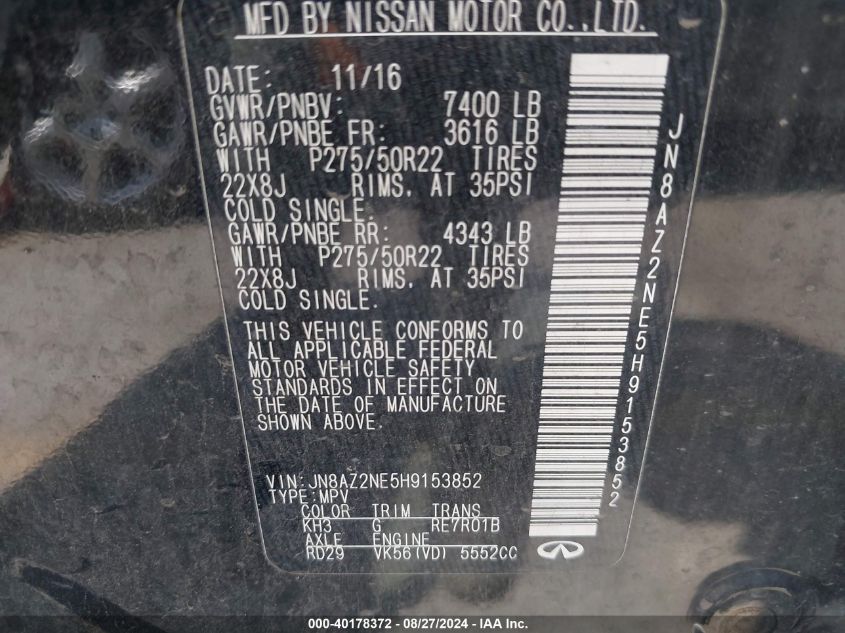 MFD BY NISSAN MOTOR CO.,LTD.
DATE: 11/16
GVWR/PNBV: 7400 LB
GAWR/PNBE FR: 3616 LB
WITH P275/50R22 TIRES
22X8J RIMS, AT 35PSI
COLD SINGLE.
GAWR/PNBE RR: 4343 LB
WITH P275/50R22 TIRES
22X8J RIMS, AT 35PSI
COLD SINGLE.
THIS VEHICLE CONFORMS TO
ALL APPLICABLE FEDERAL
MOTOR VEHICLE SAFETY
STANDARDS IN EFFECT ON
THE DATE OF MANUFACTURE
SHOWN ABOVE.
VIN:JN8AZ2NE5H9153852
TYPE:MPV
COLOR TRIM TRANS
KH3 G RE7R01B
AXLE ENGINE
RD29 VK56(VD) 5552CC
JN8AZ2NE5H9153852
000-40178372 - 08/27/2024 - IAA Inc.